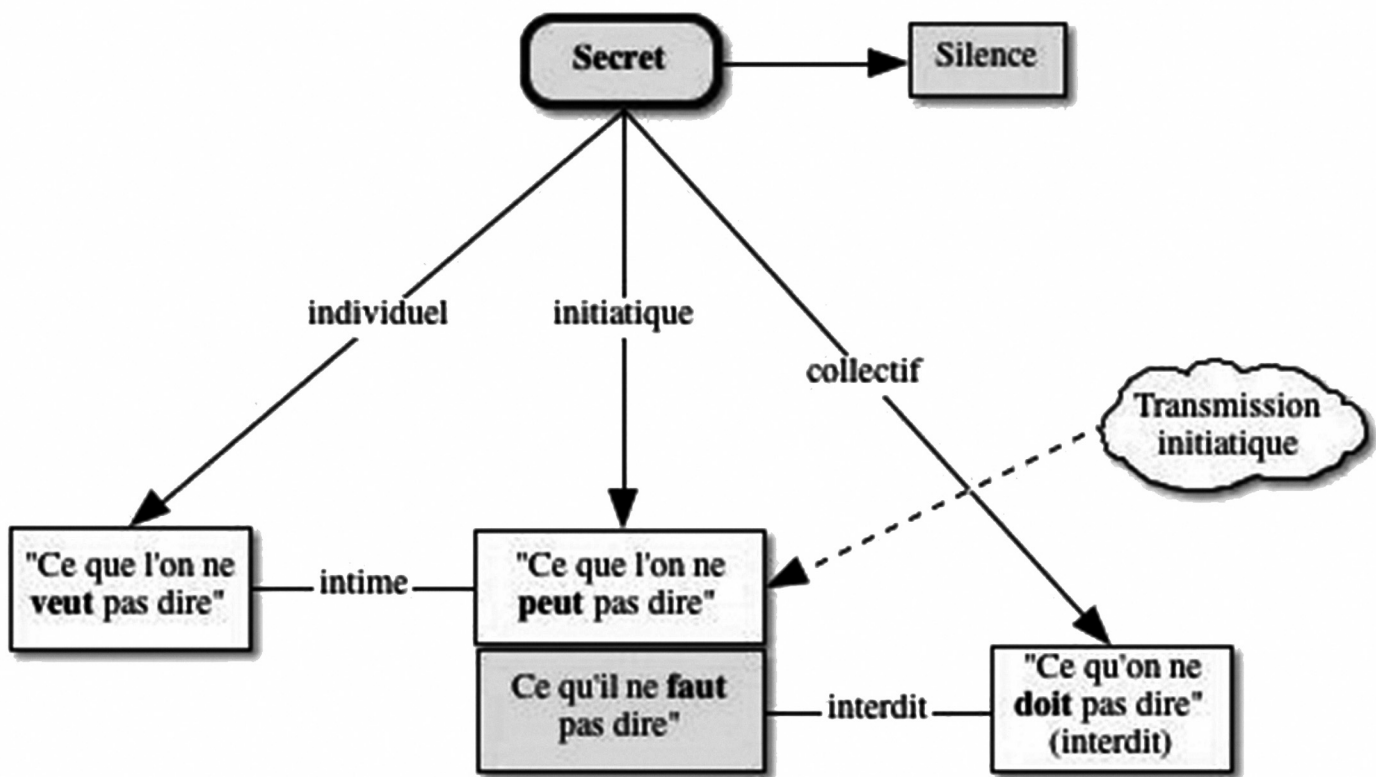 Secret
Silence
individuel
initiatique
collectif
Transmission
initiatique
"Ce que l'on ne
veut pas dire"
intime
"Ce que l'on ne
peut pas dire"
Ce qu'il ne faut
pas dire"
interdit
"Ce qu'on ne
doit pas dire"
(interdit)